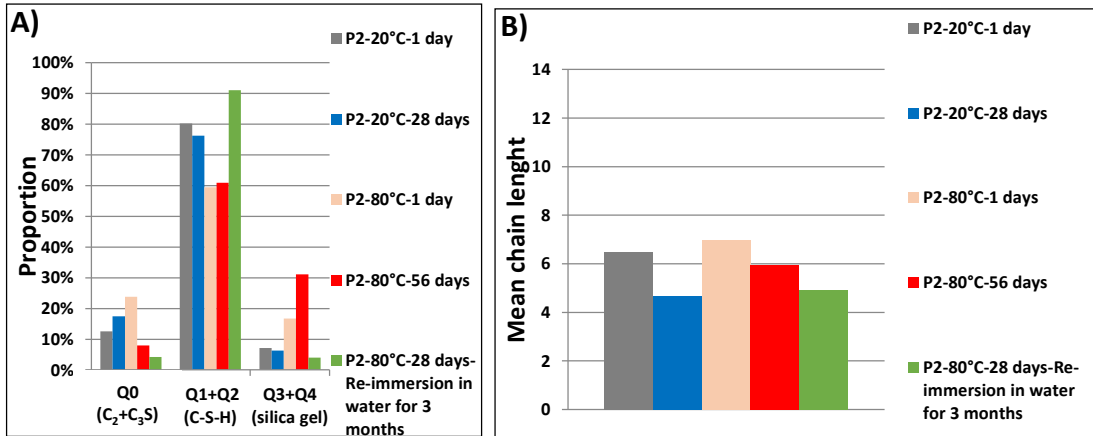 A)
Proportion
100%
90%
80%
70%
60%
50%
40%
30%
20%
10%
0%
Q0
(C₂+C₃S)
Q1+Q2
(C-S-H)
Q3+Q4
(silica gel)
P2-20°C-1 day
P2-20°C-28 days
P2-80°C-1 day
P2-80°C-56 days
P2-80°C-28 days-
Re-immersion in
water for 3
months
B)
Mean chain lenght
14
12
10
8
6
4
2
0
P2-20°C-1 day
P2-20°C-28 days
P2-80°C-1 days
P2-80°C-56 days
P2-80°C-28 days-Re-
immersion in water
for 3 months